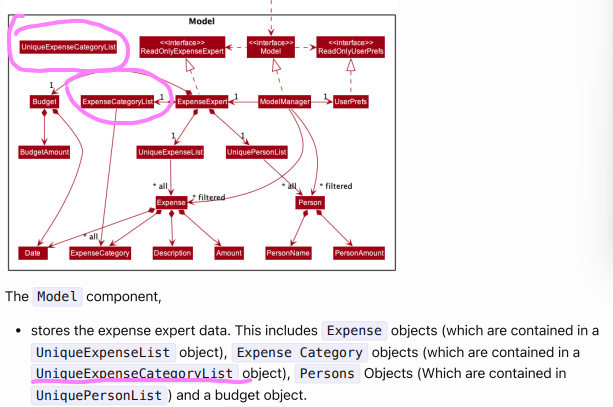 Model
UniqueExpenseCategoryList
<<interface>>
ReadOnlyExpenseExpert
<<interface>>
Model
<<interface>>
ReadOnlyUserPrefs
1
Budget
ExpenseCategoryList
1
ExpenseExpert
1
ModelManager
1
UserPrefs
1
1
BudgetAmount
UniqueExpenseList
UniquePersonList
* all
* filtered
* all
* filtered
Expense
Person
* all
Date
ExpenseCategory
Description
Amount
PersonName
PersonAmount
The Model component,
• stores the expense expert data. This includes Expense objects (which are contained in a
UniqueExpenseList object), Expense Category objects (which are contained in a
UniqueExpenseCategoryList object), Persons Objects (Which are contained in
UniquePersonList ) and a budget object.